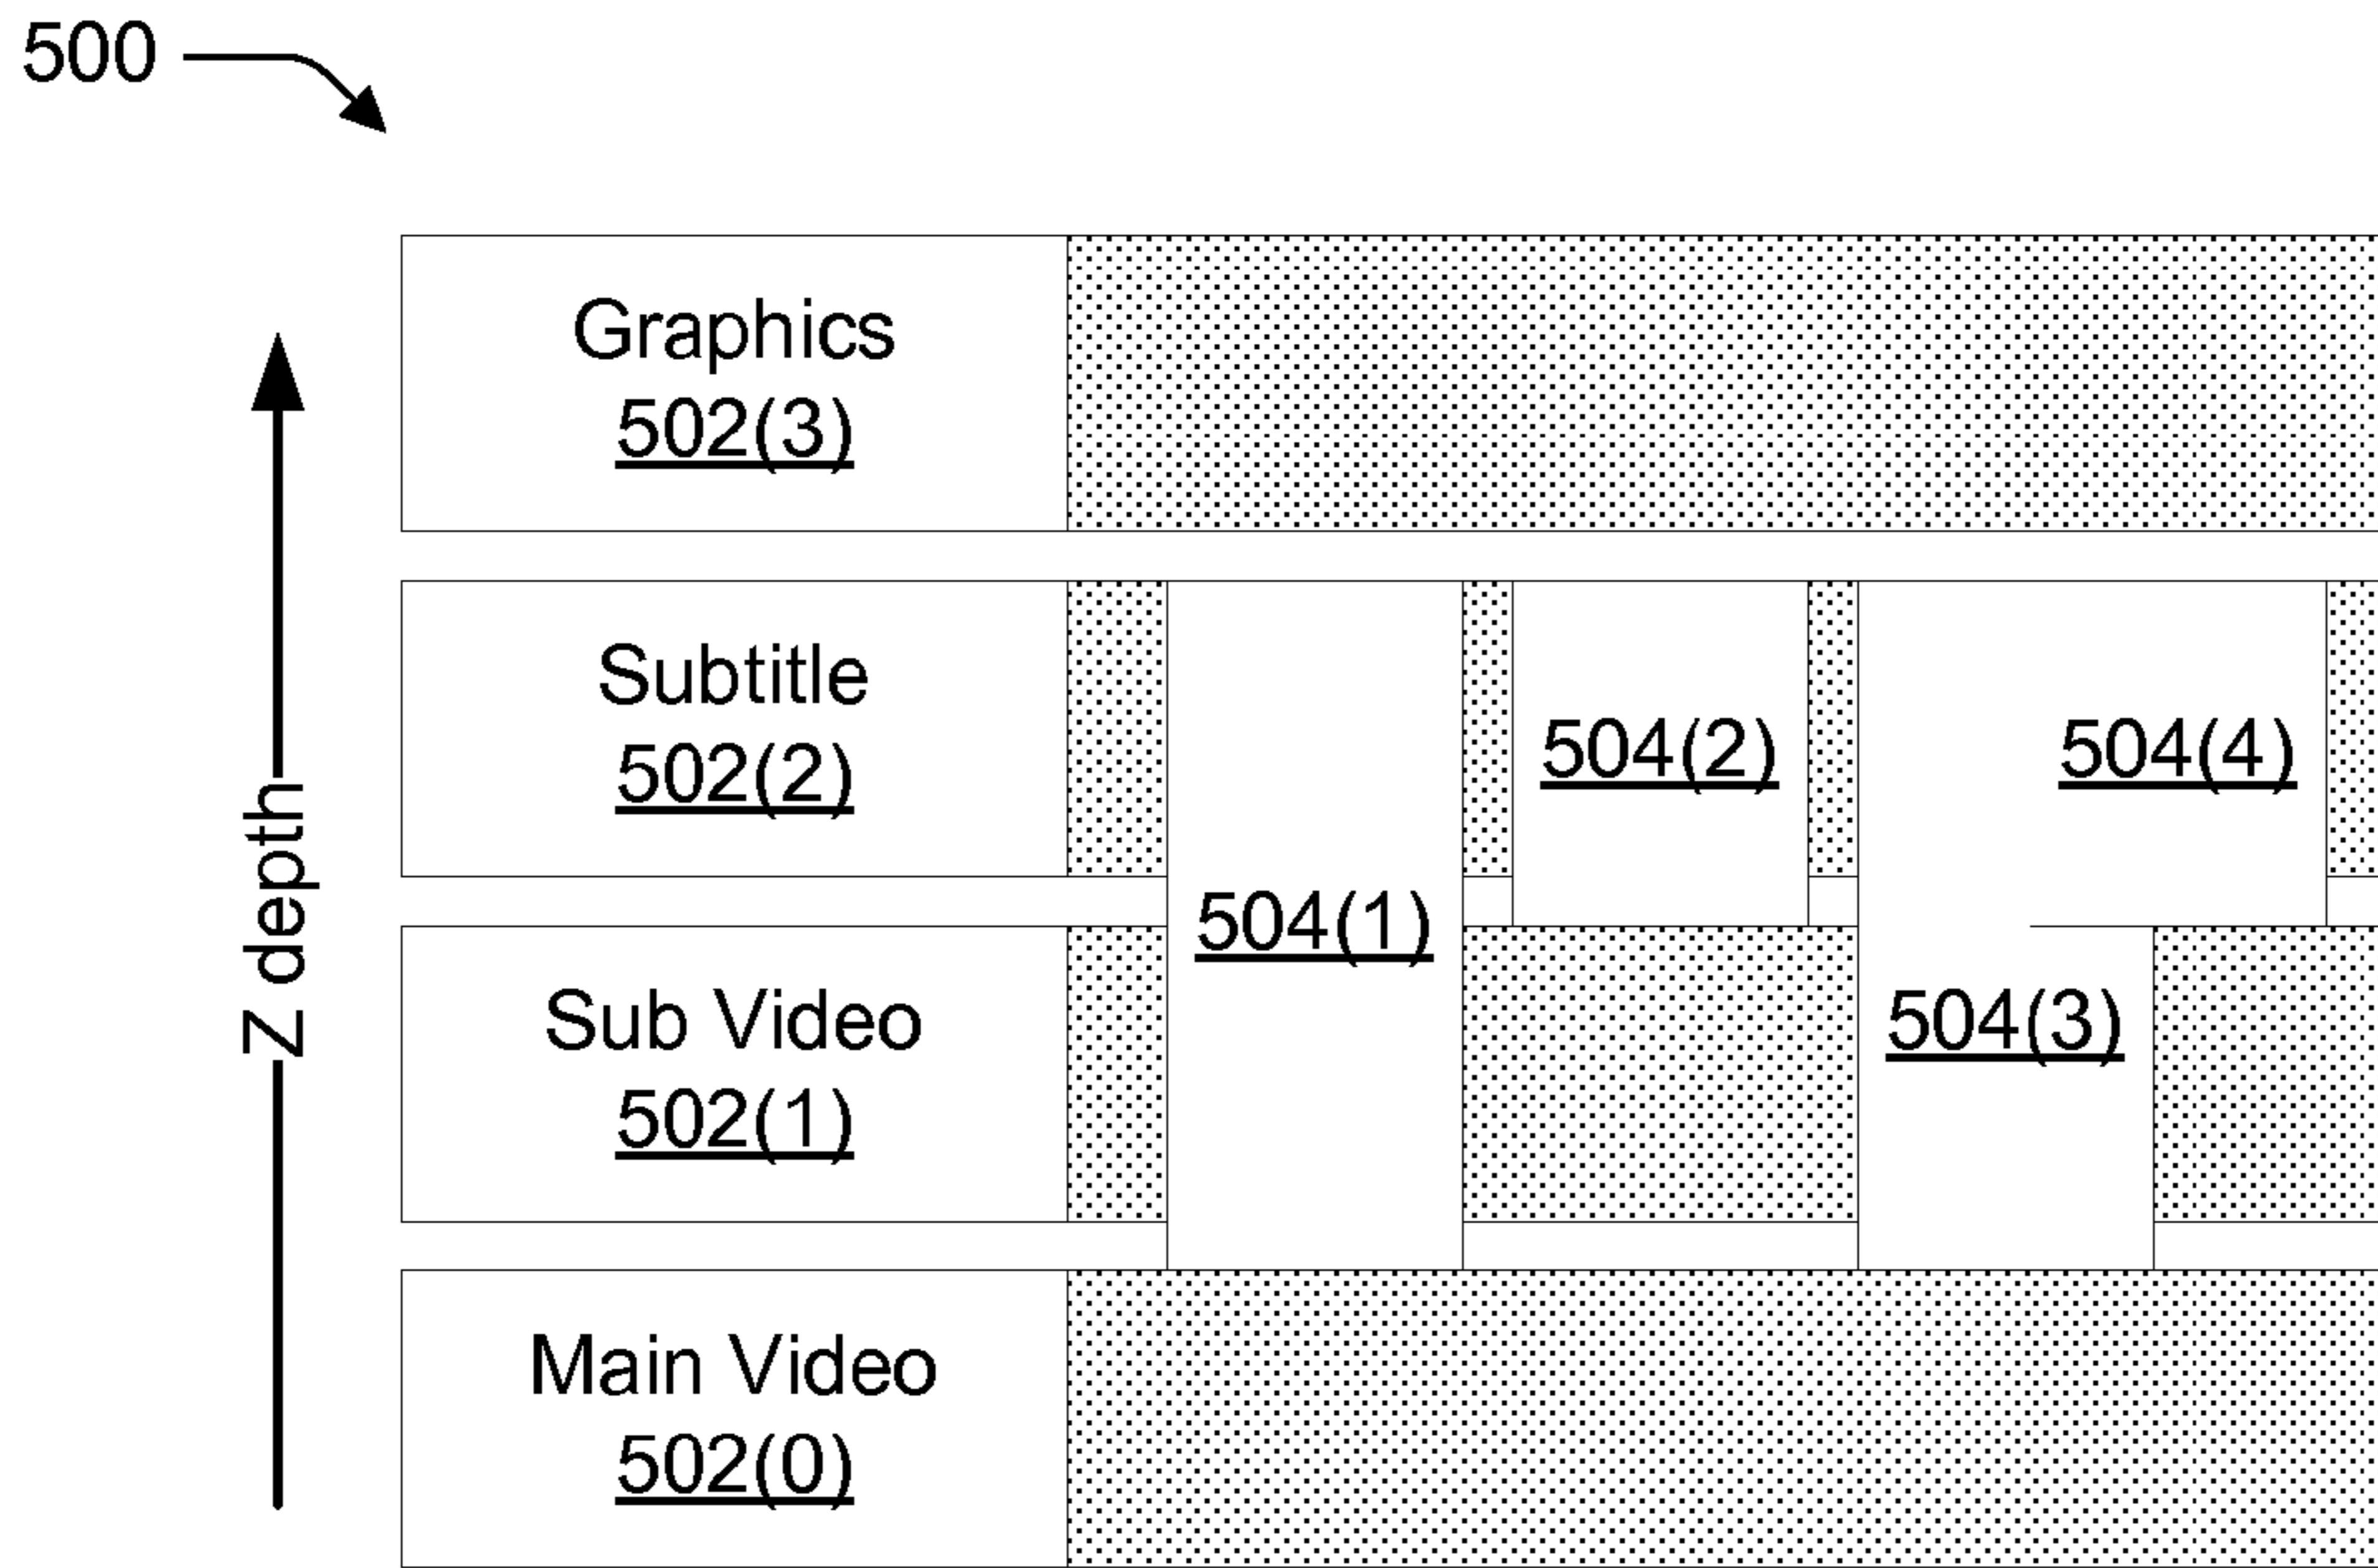 500
Graphics
502(3)
Z depth
Subtitle
502(2)
504(2)
504(4)
504(1)
Sub Video
502(1)
504(3)
Main Video
502(0)